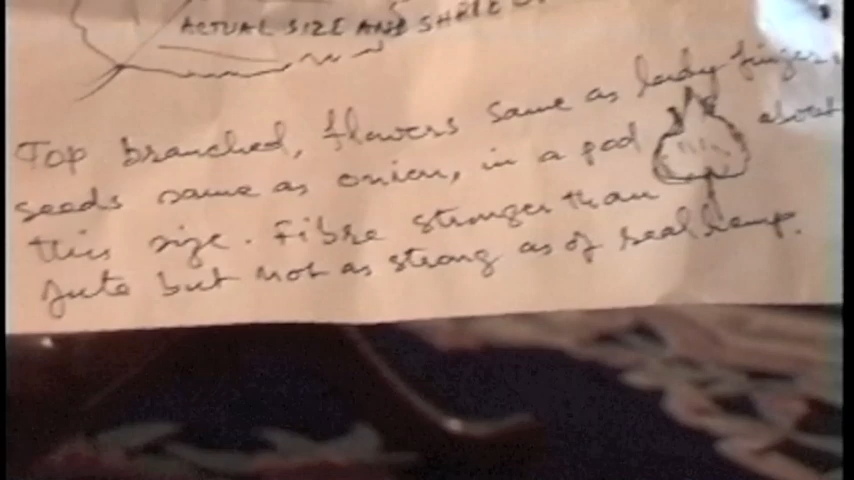 ACTUAL SIZE AND SHAPE
Top branched, flowers same as lady finger,
seeds same as onion, in a pod about
this size. Fibre stronger than
Jute but not as strong as of real hemp.